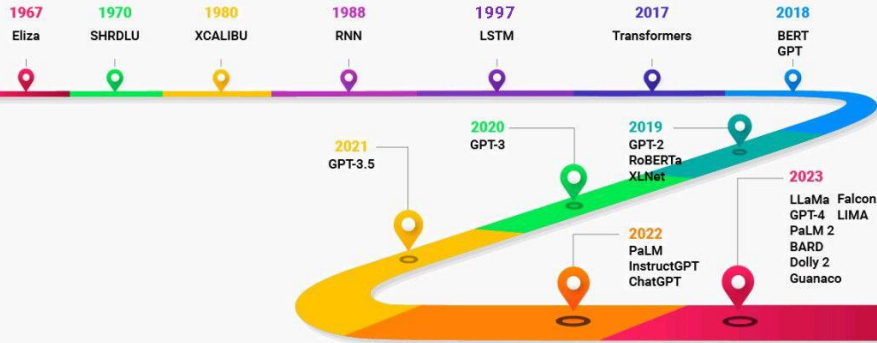 1967
Eliza
1970
SHRDLU
1980
XCALIBU
1988
RNN
1997
LSTM
2017
Transformers
2018
BERT
GPT
2019
GPT-2
RoBERTa
XLNet
2020
GPT-3
2021
GPT-3.5
2022
PaLM
InstructGPT
ChatGPT
2023
LLaMa Falcon
GPT-4 LIMA
PaLM 2
BARD
Dolly 2
Guanaco